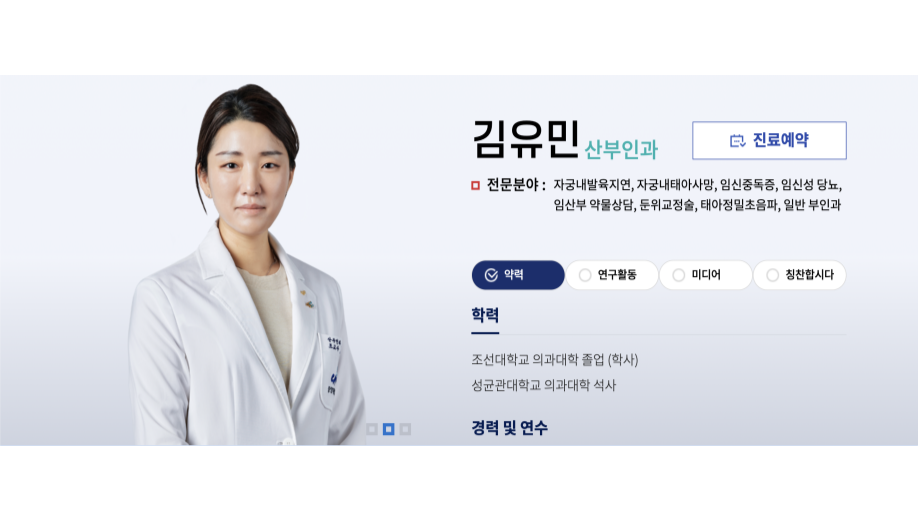 김유민 산부인과
진료예약
전문분야 : 자궁내발육지연, 자궁내태아사망, 임신중독증, 임신성 당뇨,
임산부 약물상담, 둔위교정술, 태아정밀초음파, 일반 부인과
약력 연구활동 미디어 칭찬합시다
학력
조선대학교 의과대학 졸업 (학사)
성균관대학교 의과대학 석사
경력 및 연수